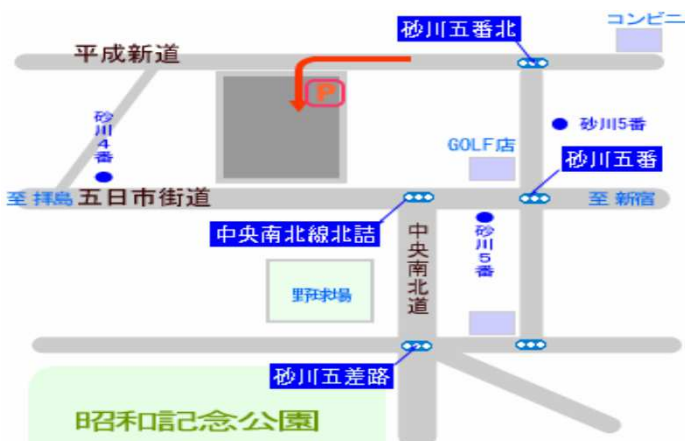 コンビニ
砂川五番北
平成新道
P
砂川4番
砂川5番
GOLF店
砂川五番
至 拝島
五日市街道
至 新宿
中央南北線北詰
中央南北道
砂川5番
野球場
砂川五差路
昭和記念公園